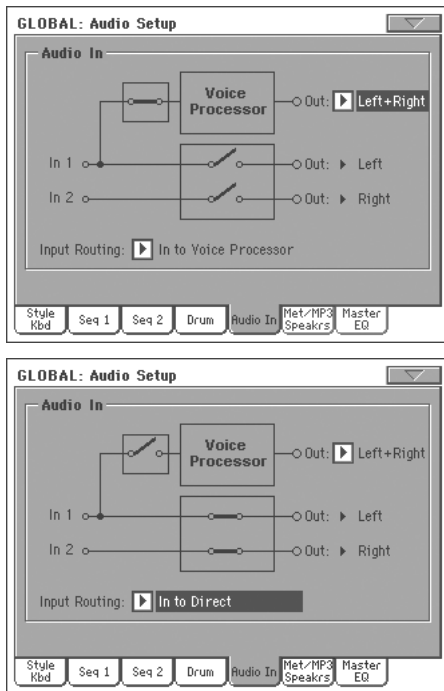 GLOBAL: Audio Setup
Audio In
Voice Processor
Out: Left+Right
In 1
Out: Left
In 2
Out: Right
Input Routing: In to Voice Processor
Style Kbd Seq 1 Seq 2 Drum Audio In Met/MP3 Speakrs Master EQ
GLOBAL: Audio Setup
Audio In
Voice Processor
Out: Left+Right
In 1
Out: Left
In 2
Out: Right
Input Routing: In to Direct
Style Kbd Seq 1 Seq 2 Drum Audio In Met/MP3 Speakrs Master EQ